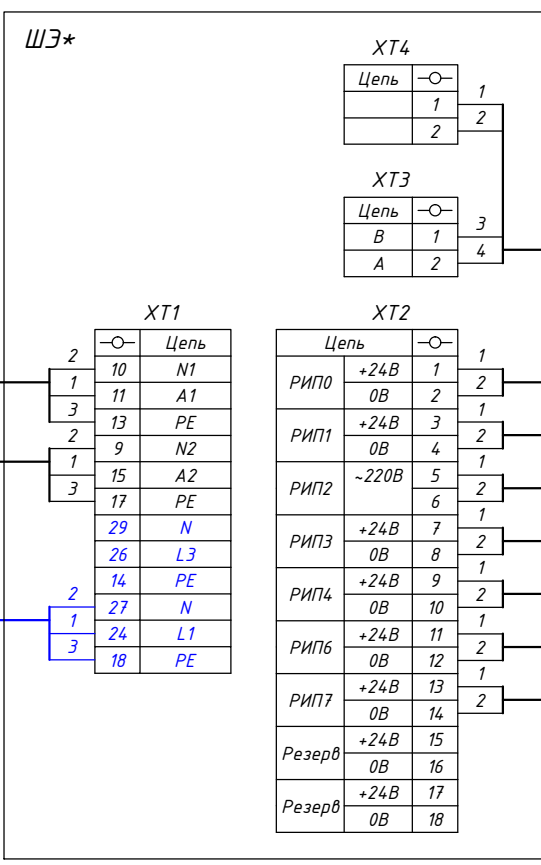 ШЭ*
XT4
Цепь
1 1
2 2
XT3
Цепь
B 1 3
A 2 4
XT1
Цепь
2 10 N1
1 11 A1
3 13 PE
2 9 N2
1 15 A2
3 17 PE
29 N
26 L3
14 PE
2 27 N
1 24 L1
3 18 PE
XT2
Цепь
РИП0 +24В 1 1
0В 2 2
РИП1 +24В 3 1
0В 4 2
РИП2 ~220В 5 1
6 2
РИП3 +24В 7 1
0В 8 2
РИП4 +24В 9 1
0В 10 2
РИП6 +24В 11 1
0В 12 2
РИП7 +24В 13 1
0В 14 2
Резерв +24В 15
0В 16
Резерв +24В 17
0В 18